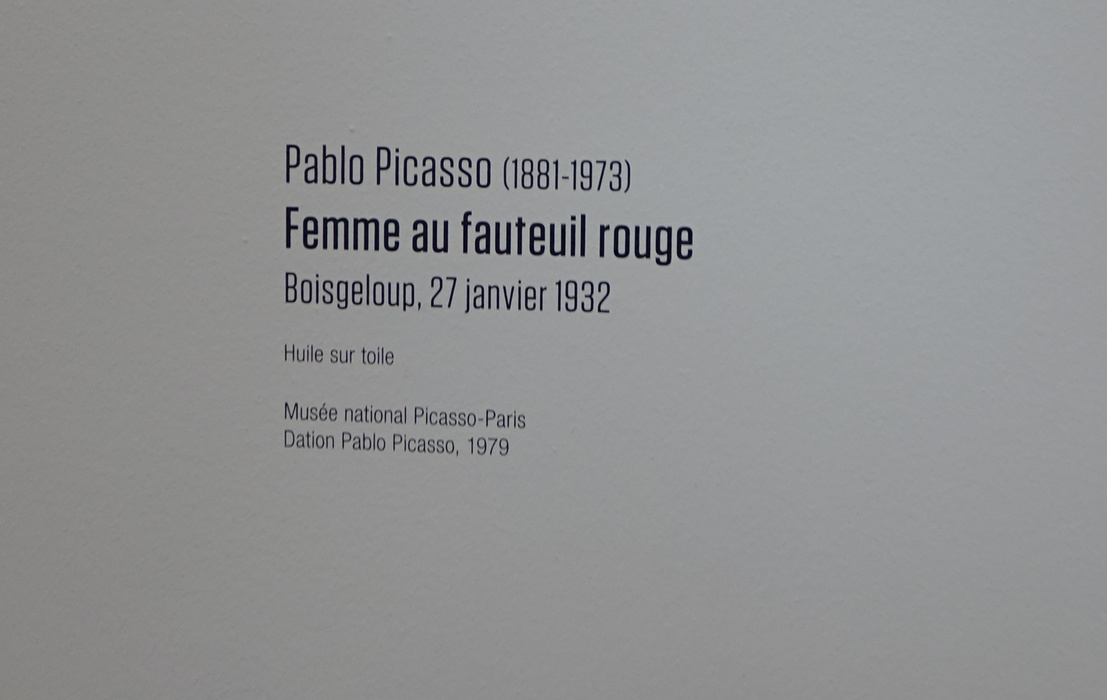 Pablo Picasso (1881-1973)
Femme au fauteuil rouge
Boisgeloup, 27 janvier 1932
Huile sur toile
Musée national Picasso-Paris
Dation Pablo Picasso, 1979